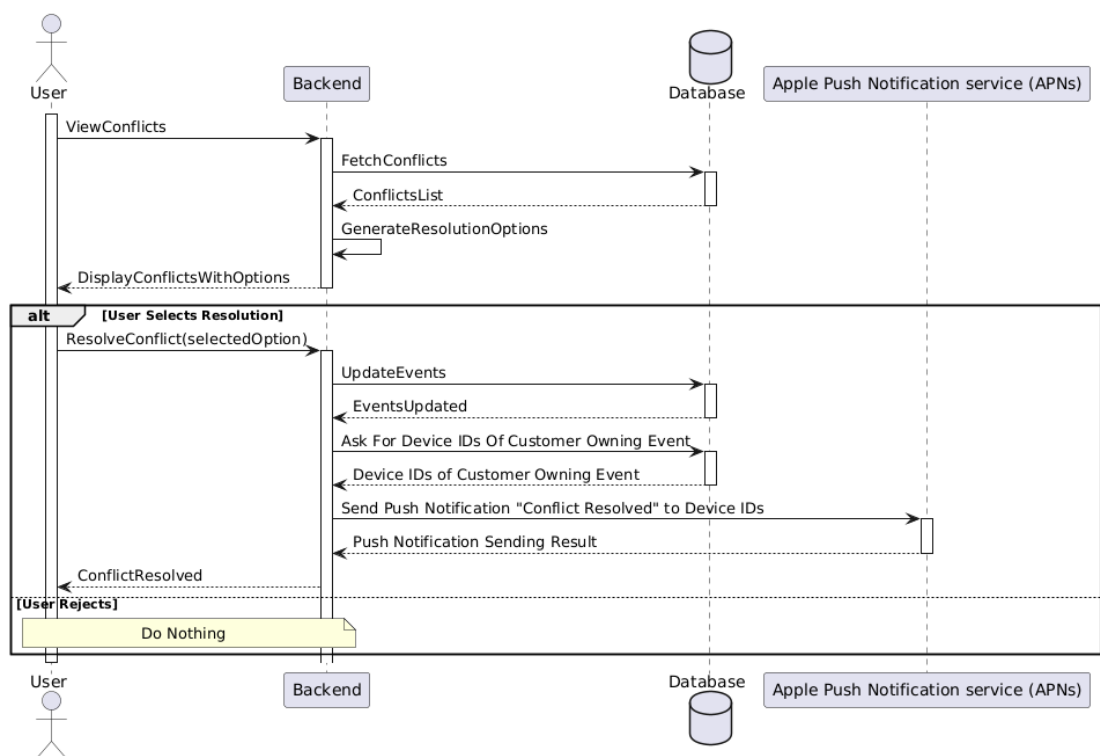 User
Backend
Database
Apple Push Notification service (APNs)
ViewConflicts
FetchConflicts
ConflictsList
GenerateResolutionOptions
DisplayConflictsWithOptions
alt [User Selects Resolution]
ResolveConflict(selectedOption)
UpdateEvents
EventsUpdated
Ask For Device IDs Of Customer Owning Event
Device IDs of Customer Owning Event
Send Push Notification "Conflict Resolved" to Device IDs
Push Notification Sending Result
ConflictResolved
[User Rejects]
Do Nothing
User
Backend
Database
Apple Push Notification service (APNs)